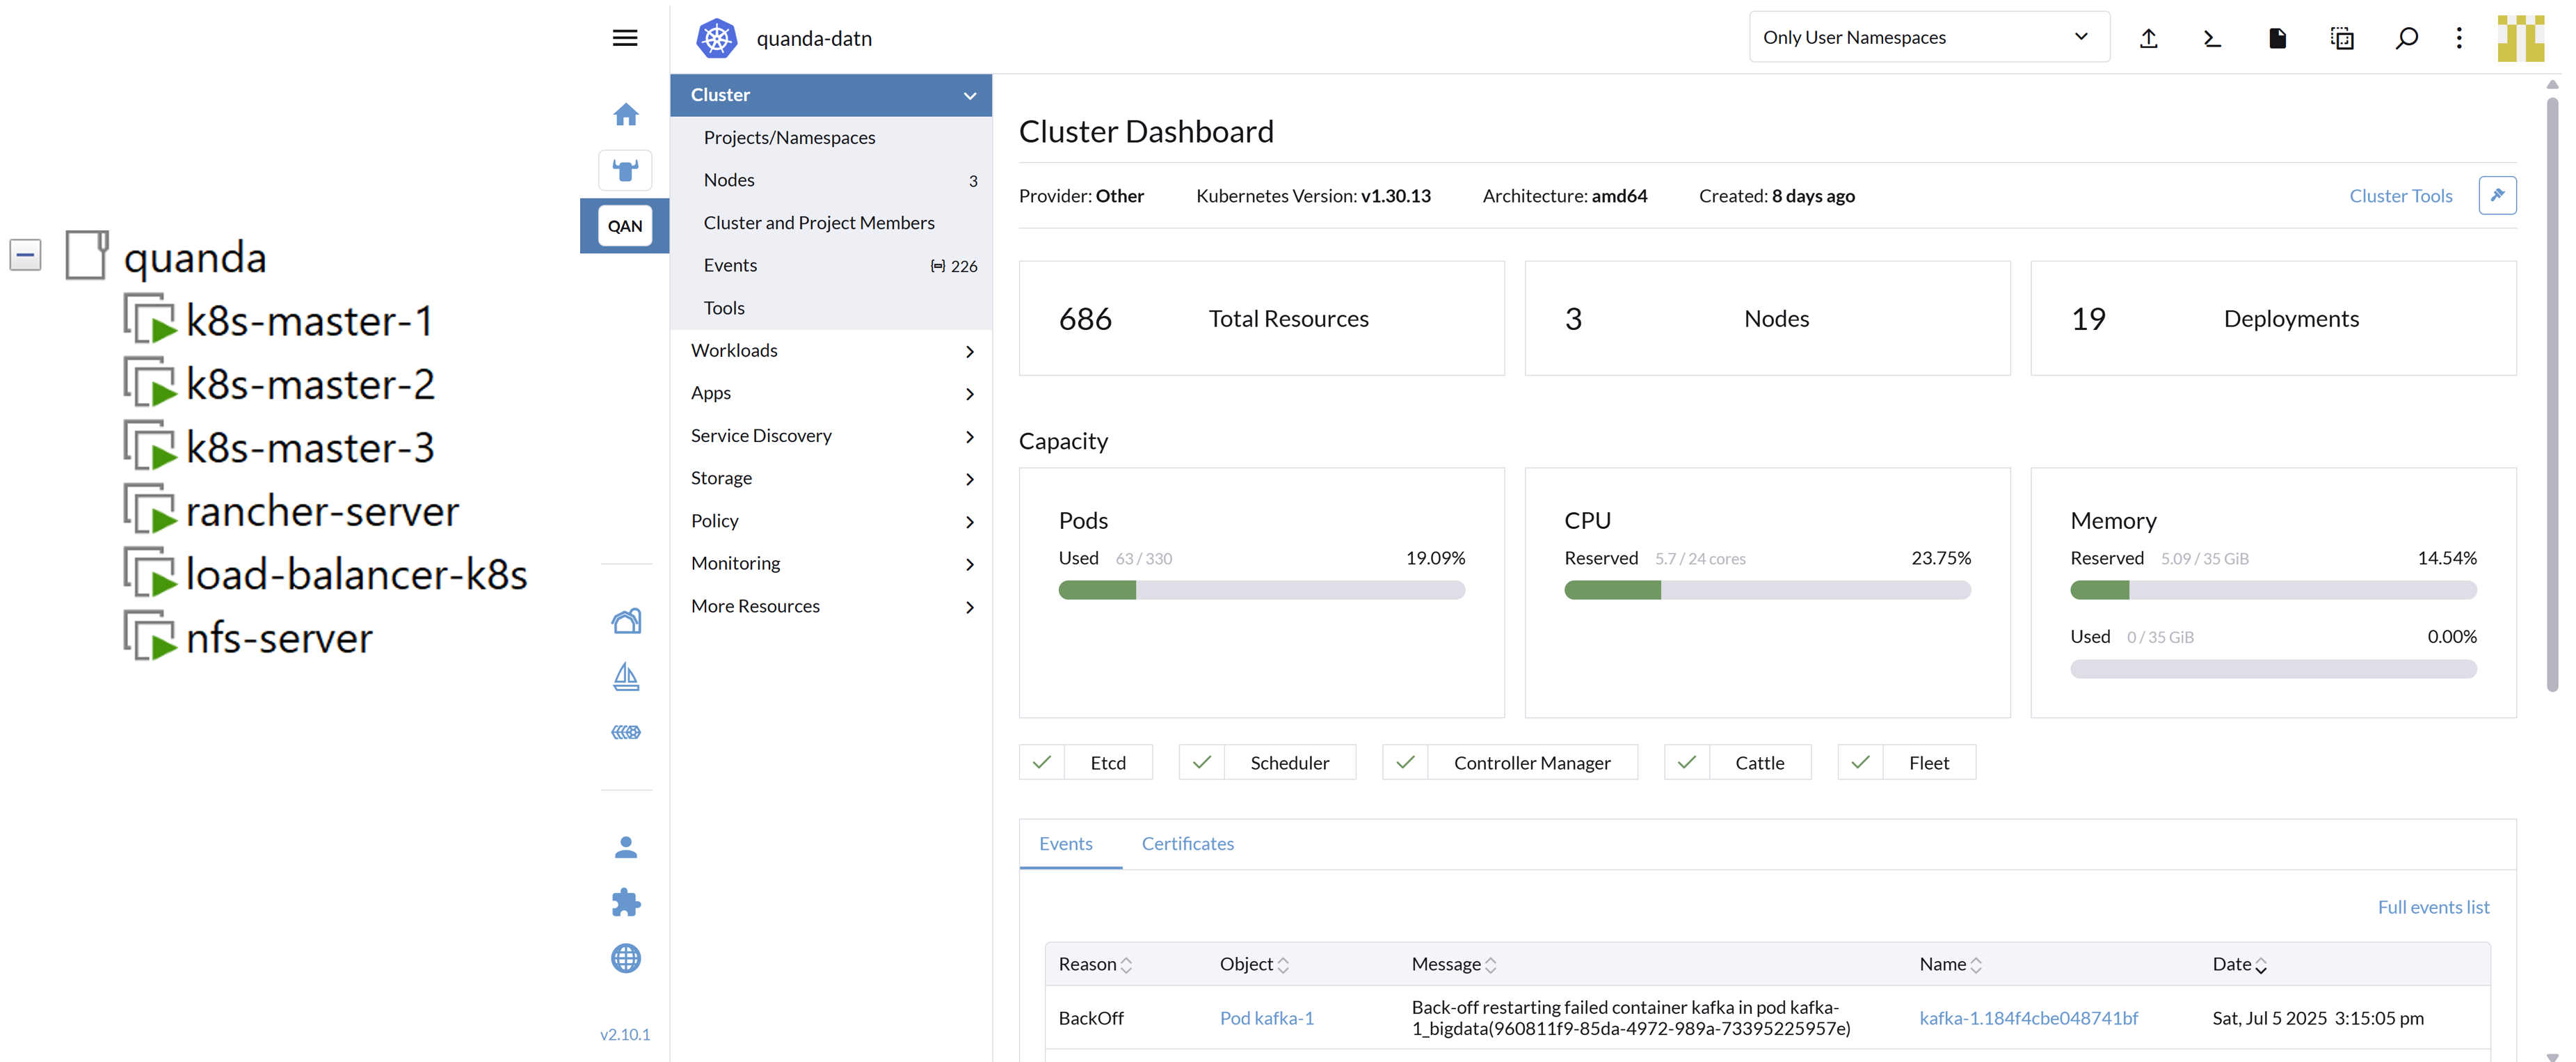 quanda
k8s-master-1
k8s-master-2
k8s-master-3
rancher-server
load-balancer-k8s
nfs-server
quanda-datn
Only User Namespaces
QAN
v2.10.1
Cluster
Projects/Namespaces
Nodes 3
Cluster and Project Members
Events 226
Tools
Workloads
Apps
Service Discovery
Storage
Policy
Monitoring
More Resources
Cluster Dashboard
Provider: Other Kubernetes Version: v1.30.13 Architecture: amd64 Created: 8 days ago Cluster Tools
686 Total Resources
3 Nodes
19 Deployments
Capacity
Pods
Used 63 / 330 19.09%
CPU
Reserved 5.7 / 24 cores 23.75%
Memory
Reserved 5.09 / 35 GiB 14.54%
Used 0 / 35 GiB 0.00%
Etcd Scheduler Controller Manager Cattle Fleet
Events Certificates
Full events list
Reason Object Message Name Date
BackOff Pod kafka-1 Back-off restarting failed container kafka in pod kafka-
1_bigdata(960811f9-85da-4972-989a-73395225957e) kafka-1.184f4cbe048741bf Sat, Jul 5 2025 3:15:05 pm